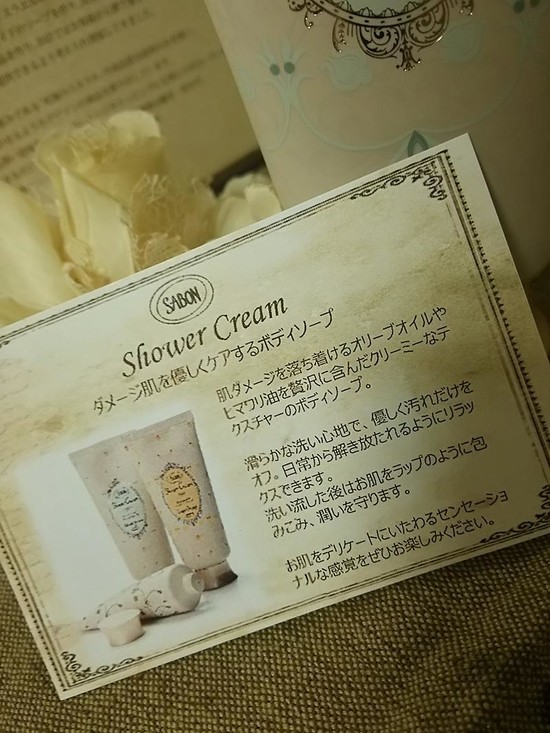 SABON
Shower Cream
ダメージ肌を優しくケアするボディソープ
肌ダメージを落ち着けるオリーブオイルや
ヒマワリ油を贅沢に含んだクリーミーなテ
クスチャーのボディソープ。
滑らかな洗い心地で、優しく汚れだけを
オフ。日常から解き放たれるようにリラッ
クスできます。
洗い流した後はお肌をラップのように包
みこみ、潤いを守ります。
お肌をデリケートにいたわるセンセーショ
ナルな感覚をぜひお楽しみください。
SABON
Shower Cream